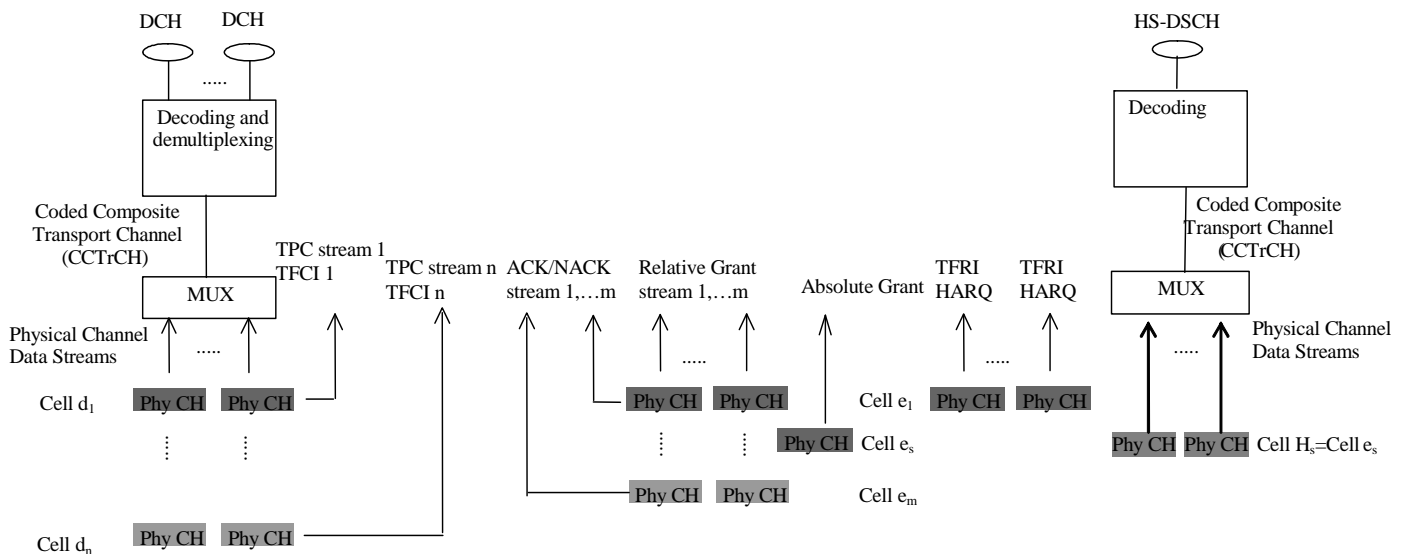 DCH
DCH
HS-DSCH
.....
Decoding and
demultiplexing
Decoding
Coded Composite
Transport Channel
(CCTrCH)
Coded Composite
Transport Channel
(CCTrCH)
TPC stream 1
TFCI 1
TPC stream n
TFCI n
ACK/NACK
stream 1,…m
Relative Grant
stream 1,…m
Absolute Grant
TFRI
HARQ
TFRI
HARQ
MUX
MUX
Physical Channel
Data Streams
.....
.....
.....
.....
Physical Channel
Data Streams
Cell d1
Phy CH
Phy CH
Phy CH
Phy CH
Cell e1
Phy CH
Phy CH
Phy CH
Cell es
Phy CH
Phy CH
Cell Hs=Cell es
Phy CH
Phy CH
Cell em
Cell dn
Phy CH
Phy CH